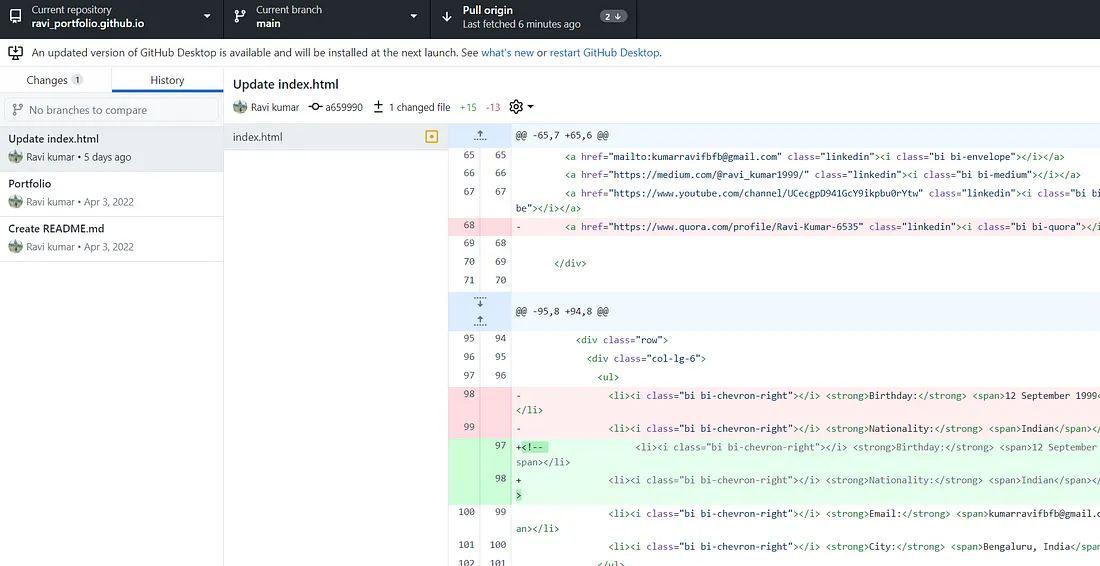 Current repository
ravi_portfolio.github.io
Current branch
main
Pull origin
Last fetched 6 minutes ago
2
An updated version of GitHub Desktop is available and will be installed at the next launch. See what's new or restart GitHub Desktop.
Changes 1
History
No branches to compare
Update index.html
Ravi kumar • 5 days ago
Portfolio
Ravi kumar • Apr 3, 2022
Create README.md
Ravi kumar • Apr 3, 2022
Update index.html
Ravi kumar a659990 1 changed file +15 -13
index.html
@@ -65,7 +65,6 @@
65 65 <a href="mailto:kumarravifbfb@gmail.com" class="linkedin"><i class="bi bi-envelope"></i></a>
66 66 <a href="https://medium.com/@ravi_kumar1999/" class="linkedin"><i class="bi bi-medium"></i></a>
67 67 <a href="https://www.youtube.com/channel/UCecgpD941GcY9ikpbu0rYtw" class="linkedin"><i class="bi bi
be"></i></a>
68 - <a href="https://www.quora.com/profile/Ravi-Kumar-6535" class="linkedin"><i class="bi bi-quora"></i
69 68
70 69 </div>
71 70
@@ -95,8 +94,8 @@
95 94 <div class="row">
96 95 <div class="col-lg-6">
97 96 <ul>
98 - <li><i class="bi bi-chevron-right"></i> <strong>Birthday:</strong> <span>12 September 1999<
</li>
99 - <li><i class="bi bi-chevron-right"></i> <strong>Nationality:</strong> <span>Indian</span></
97 +<!-- <li><i class="bi bi-chevron-right"></i> <strong>Birthday:</strong> <span>12 September
span></li>
98 + <li><i class="bi bi-chevron-right"></i> <strong>Nationality:</strong> <span>Indian</span></
>
100 99 <li><i class="bi bi-chevron-right"></i> <strong>Email:</strong> <span>kumarravifbfb@gmail.c
an></li>
101 100 <li><i class="bi bi-chevron-right"></i> <strong>City:</strong> <span>Bengaluru, India</span>
102 101 </ul>